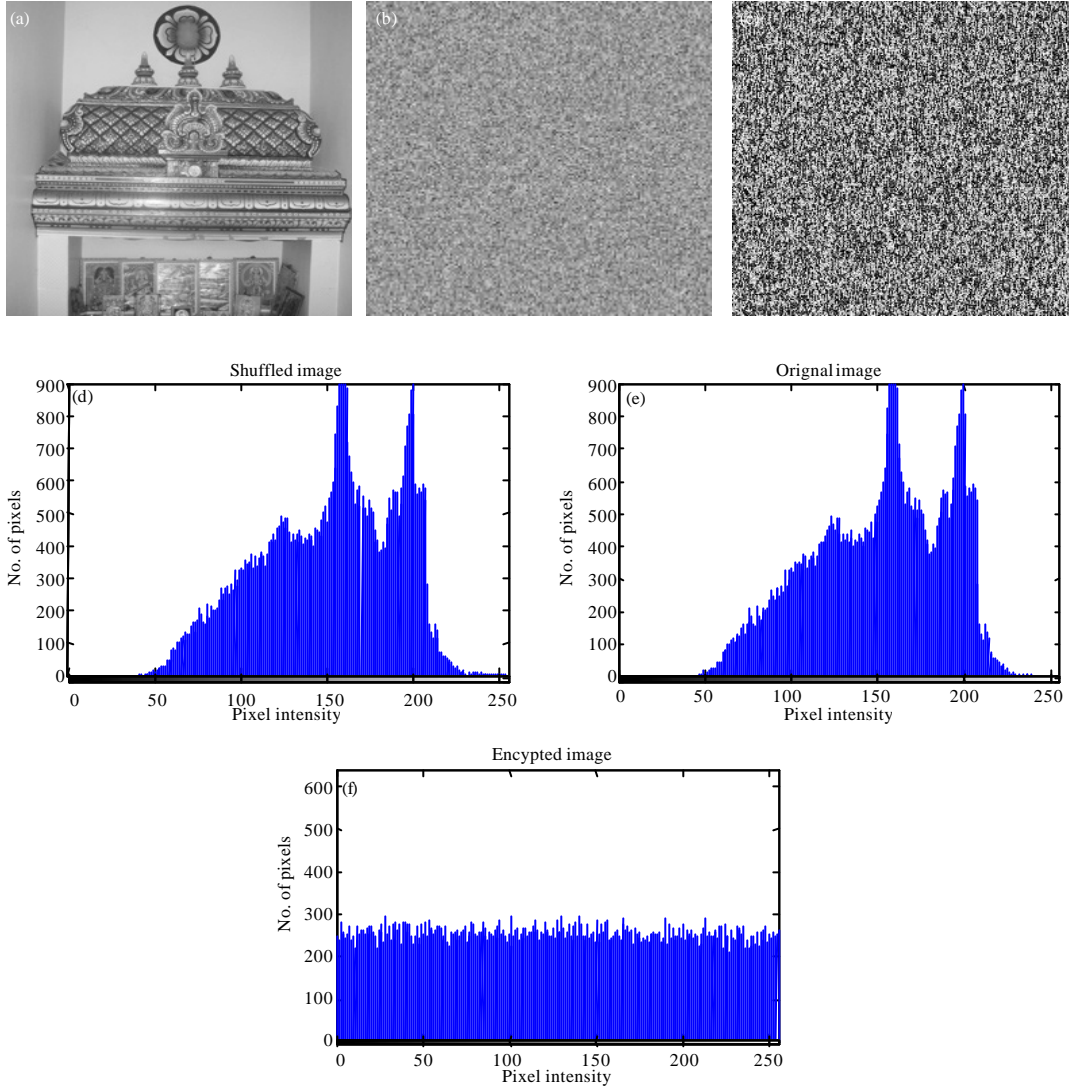 (a)
(b)
Shuffled image
(d)
900
800
700
600
500
400
300
200
100
0
No. of pixels
0 50 100 150 200 250
Pixel intensity
Orignal image
(e)
900
800
700
600
500
400
300
200
100
0
No. of pixels
0 50 100 150 200 250
Pixel intensity
Encypted image
(f)
600
500
400
300
200
100
0
No. of pixels
0 50 100 150 200 250
Pixel intensity